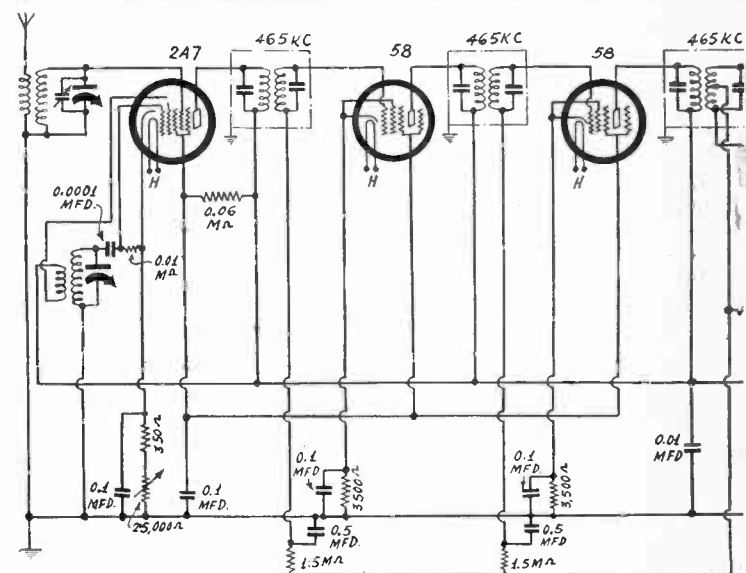 2A7
465KC
58
465KC
58
465KC
H
H
H
0.0001
MFD.
0.06
MΩ
0.01
MΩ
350Ω
0.1
MFD.
25,000Ω
0.1
MFD.
0.1
MFD
3500Ω
0.5
MFD.
1.5MΩ
0.1
MFD.
3,500Ω
0.5
MFD
1.5MΩ
0.01
MFD